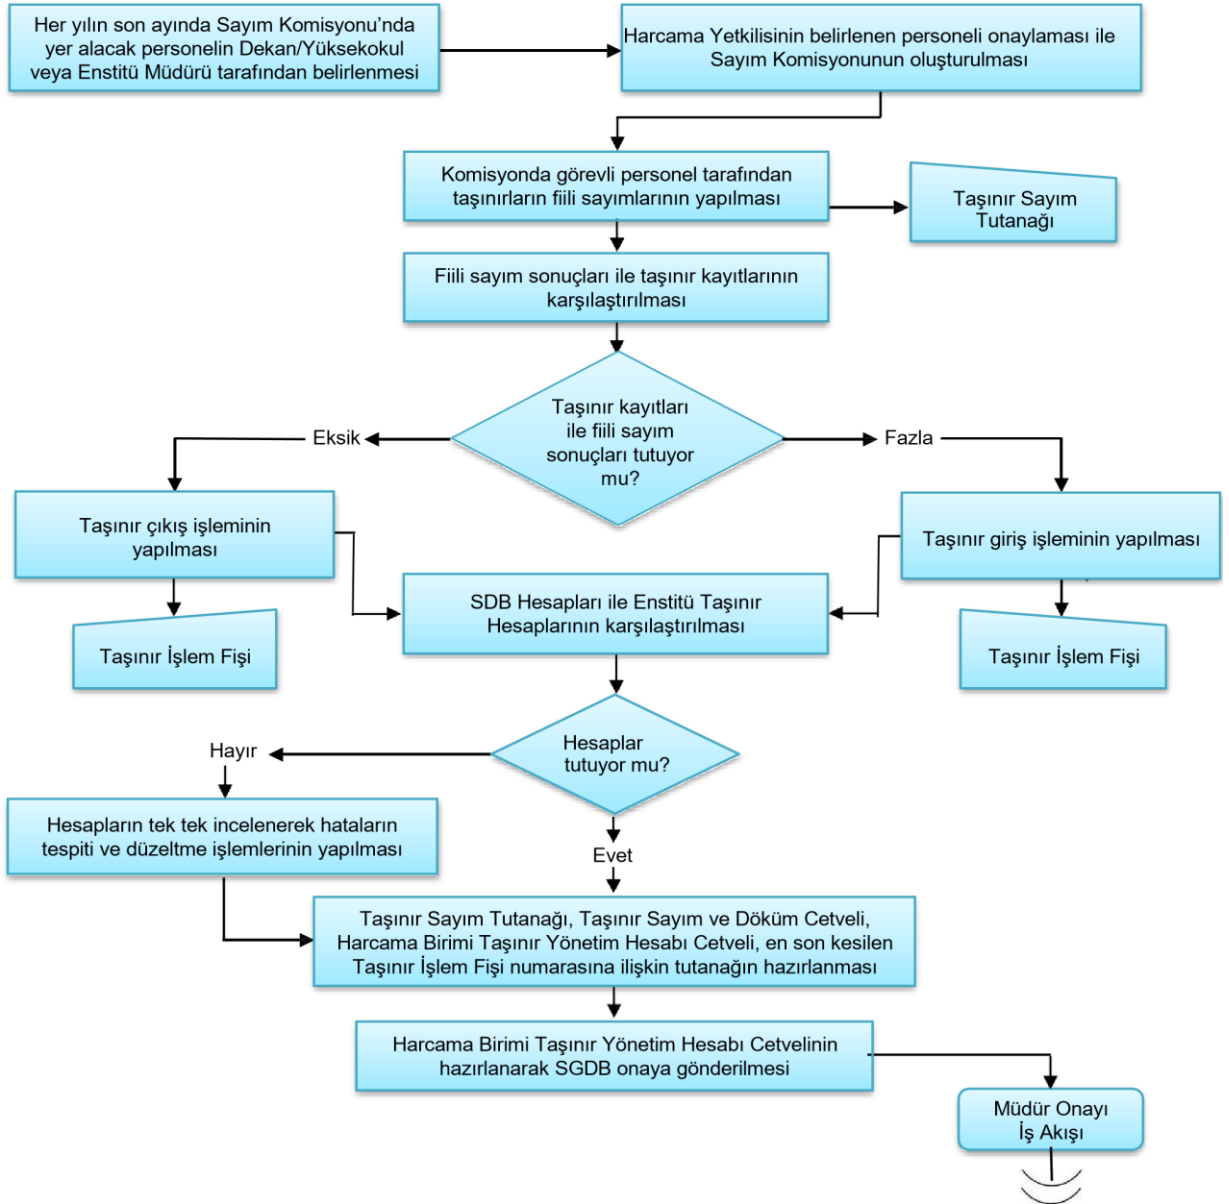 Her yılın son ayında Sayım Komisyonu’nda
yer alacak personelin Dekan/Yüksekokul
veya Enstitü Müdürü tarafından belirlenmesi
Harcama Yetkilisinin belirlenen personeli onaylaması ile
Sayım Komisyonunun oluşturulması
Komisyonda görevli personel tarafından
taşınırların fiili sayımlarının yapılması
Taşınır Sayım
Tutanağı
Fiili sayım sonuçları ile taşınır kayıtlarının
karşılaştırılması
Taşınır kayıtları
ile fiili sayım
sonuçları tutuyor
mu?
Eksik
Fazla
Taşınır çıkış işleminin
yapılması
Taşınır giriş işleminin yapılması
SDB Hesapları ile Enstitü Taşınır
Hesaplarının karşılaştırılması
Taşınır İşlem Fişi
Taşınır İşlem Fişi
Hesaplar
tutuyor mu?
Hayır
Hesapların tek tek incelenerek hataların
tespiti ve düzeltme işlemlerinin yapılması
Evet
Taşınır Sayım Tutanağı, Taşınır Sayım ve Döküm Cetveli,
Harcama Birimi Taşınır Yönetim Hesabı Cetveli, en son kesilen
Taşınır İşlem Fişi numarasına ilişkin tutanağın hazırlanması
Harcama Birimi Taşınır Yönetim Hesabı Cetvelinin
hazırlanarak SGDB onaya gönderilmesi
Müdür Onayı
İş Akışı